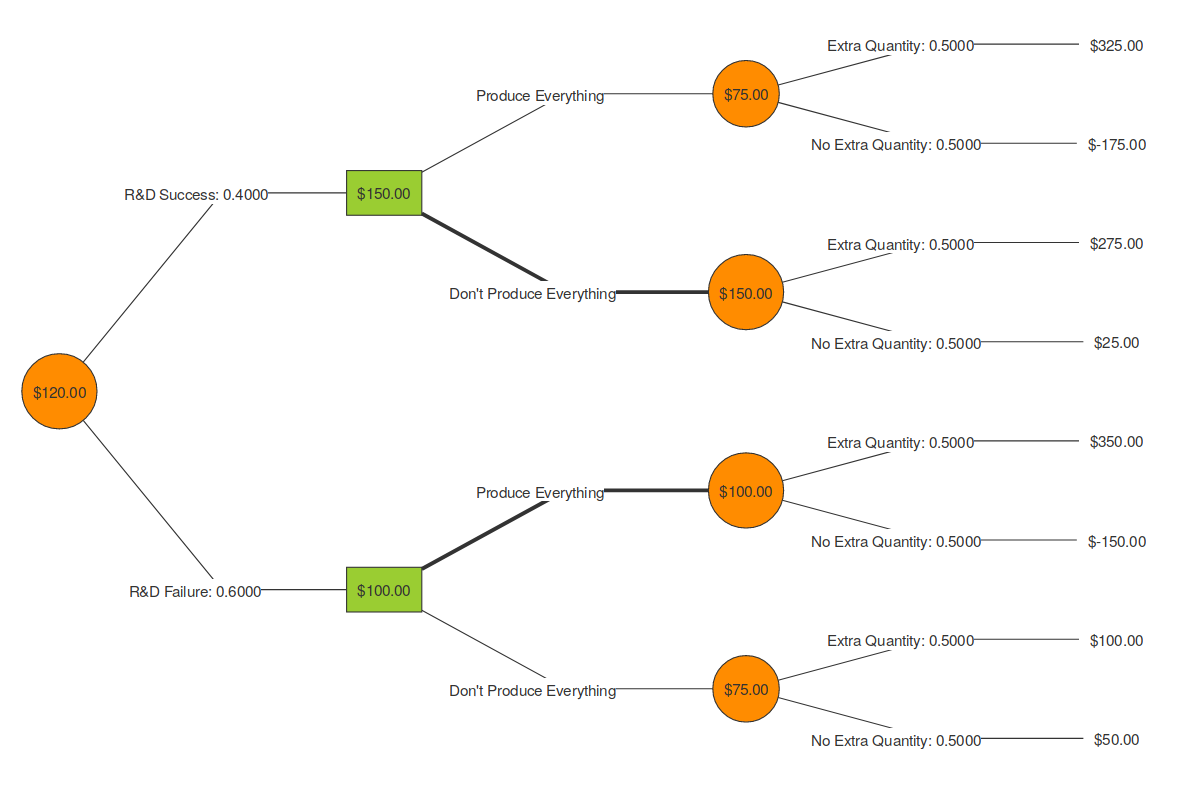 Extra Quantity: 0.5000
$325.00
Produce Everything
$75.00
No Extra Quantity: 0.5000
$-175.00
R&D Success: 0.4000
$150.00
Extra Quantity: 0.5000
$275.00
Don't Produce Everything
$150.00
No Extra Quantity: 0.5000
$25.00
$120.00
Extra Quantity: 0.5000
$350.00
Produce Everything
$100.00
No Extra Quantity: 0.5000
$-150.00
R&D Failure: 0.6000
$100.00
Extra Quantity: 0.5000
$100.00
Don't Produce Everything
$75.00
No Extra Quantity: 0.5000
$50.00